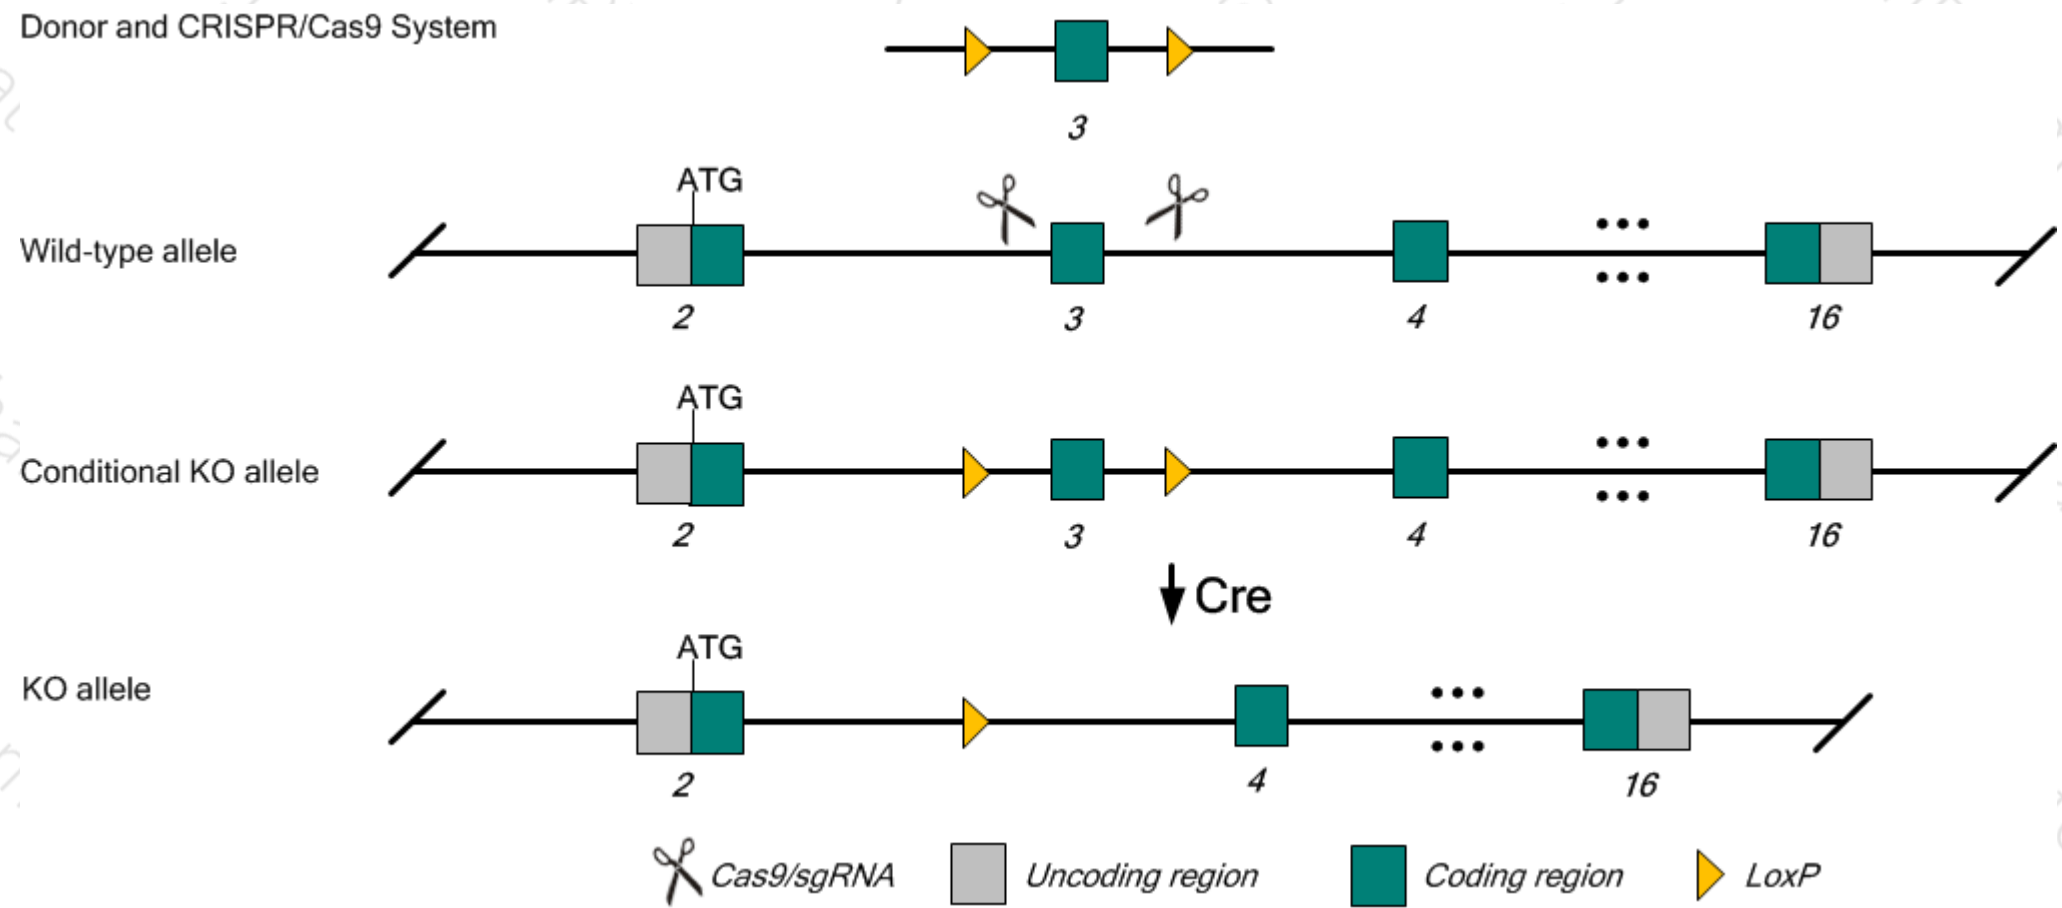 Donor and CRISPR/Cas9 System
3
ATG
Wild-type allele
2 3 4 16
ATG
Conditional KO allele
2 3 4 16
Cre
ATG
KO allele
2 4 16
Cas9/sgRNA Uncoding region Coding region LoxP